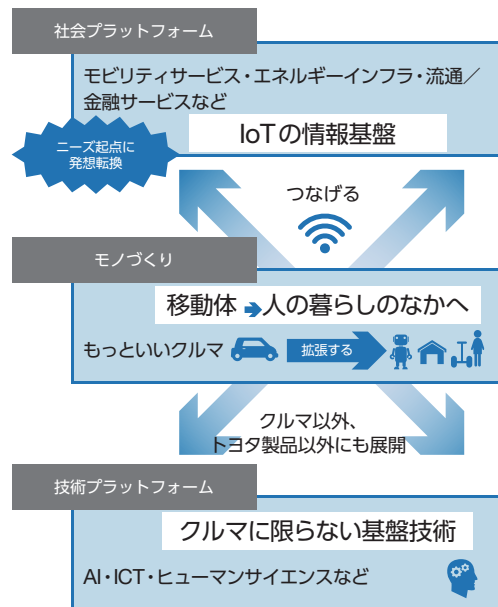 社会プラットフォーム
モビリティサービス・エネルギーインフラ・流通／
金融サービスなど
IoTの情報基盤
ニーズ起点に
発想転換
つなげる
モノづくり
移動体➔人の暮らしのなかへ
もっといいクルマ 拡張する
クルマ以外、
トヨタ製品以外にも展開
技術プラットフォーム
クルマに限らない基盤技術
AI・ICT・ヒューマンサイエンスなど